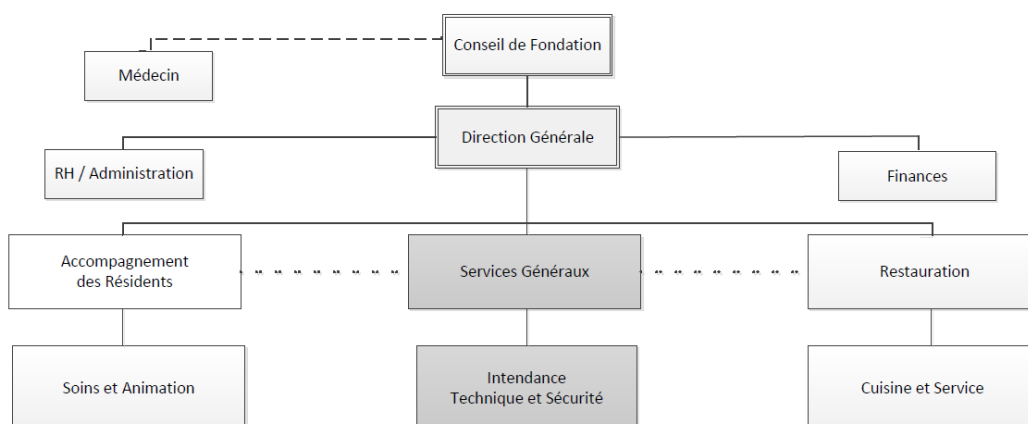 Conseil de Fondation
Médecin
Direction Générale
RH / Administration
Finances
Accompagnement
des Résidents
Services Généraux
Restauration
Soins et Animation
Intendance
Technique et Sécurité
Cuisine et Service